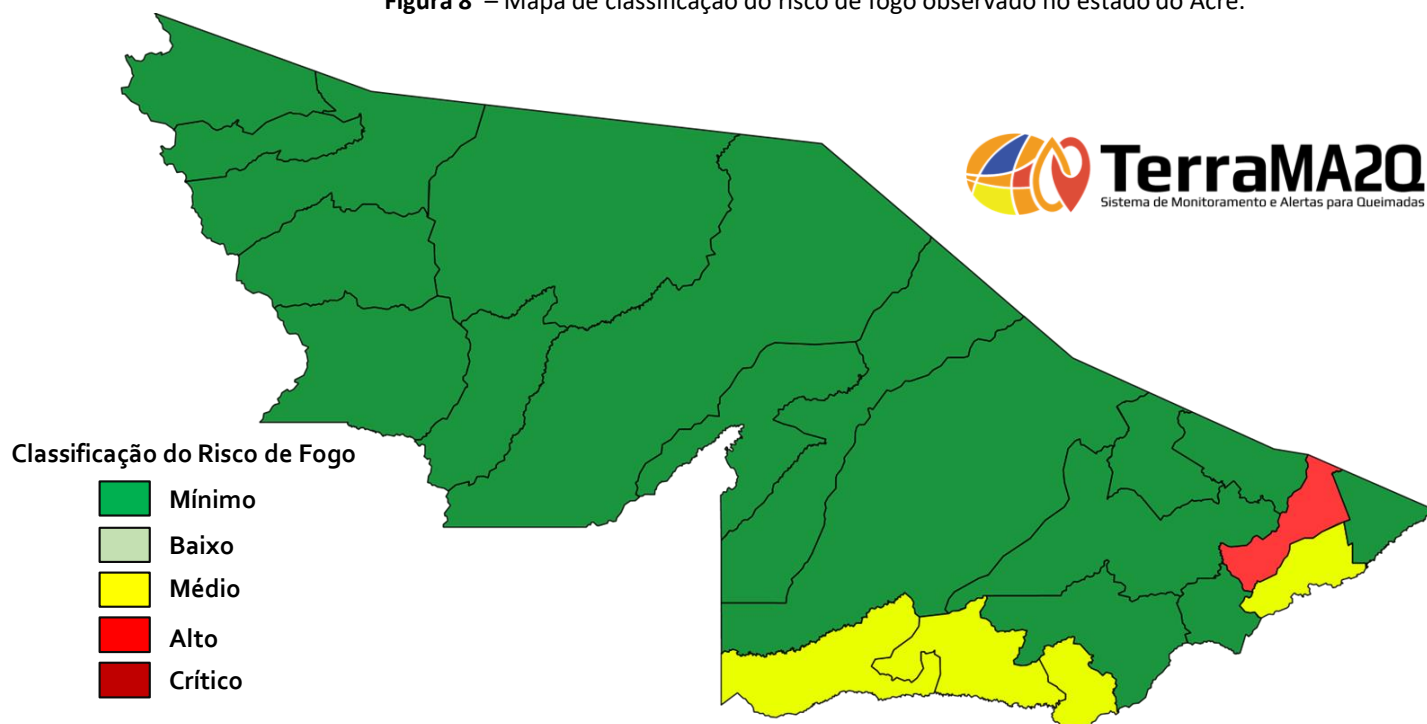 Figura 8 – Mapa de classificação do risco de fogo observado no estado do Acre.
TerraMA2Q
Sistema de Monitoramento e Alertas para Queimadas
Classificação do Risco de Fogo
Mínimo
Baixo
Médio
Alto
Crítico